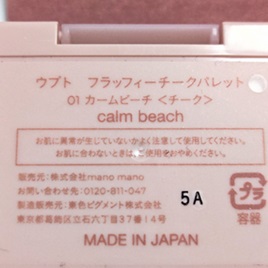 ウブト　フラッフィーチークパレット
01 カームビーチ ＜チーク＞
calm beach
お肌に異常が生じていないかよく注意して使用してください。
お肌に合わないときはご使用をおやめください。
販売元：株式会社mano mano
お問い合わせ：0120-811-047
製造販売元：東色ピグメント株式会社
東京都葛飾区立石六丁目37番14号
5A
プラ
容器
MADE IN JAPAN